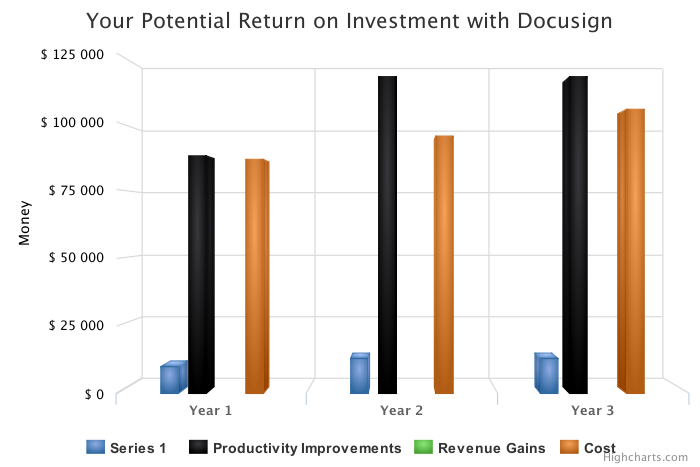 Your Potential Return on Investment with Docusign
$ 125 000
$ 100 000
$ 75 000
$ 50 000
$ 25 000
$ 0
Money
Year 1
Year 2
Year 3
Series 1
Productivity Improvements
Revenue Gains
Cost
Highcharts.com